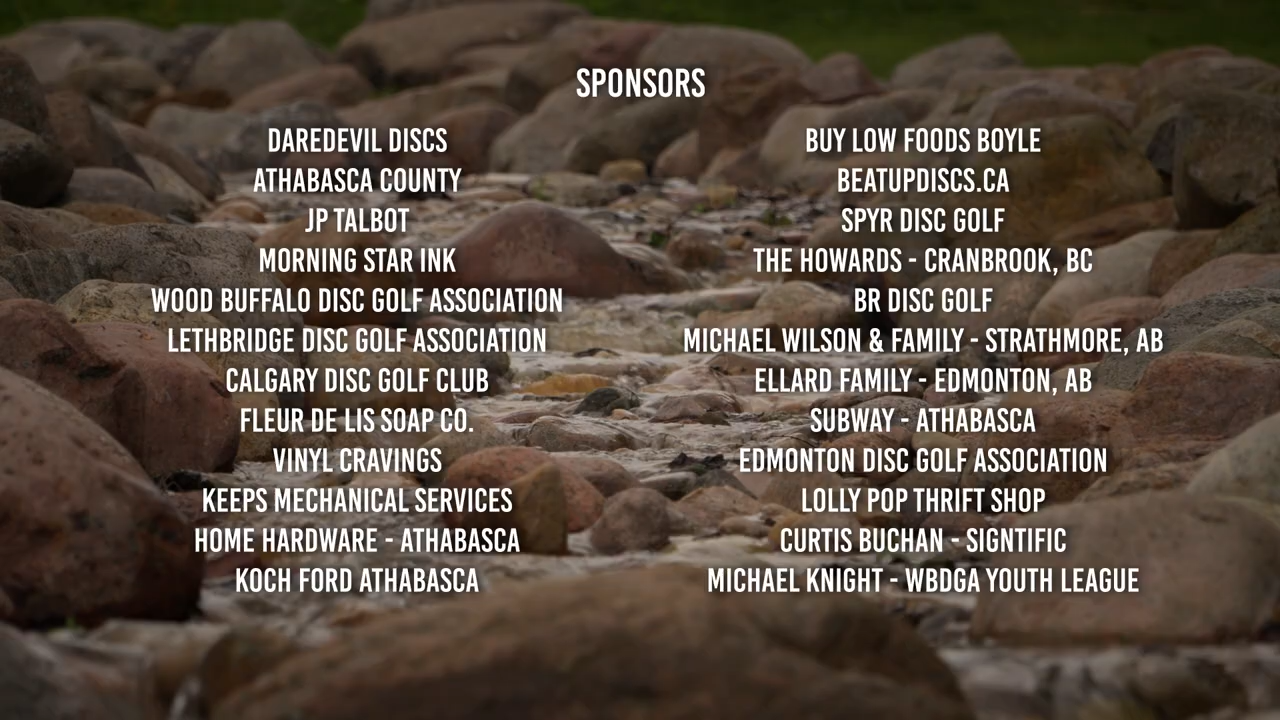 SPONSORS
DAREDEVIL DISCS
ATHABASCA COUNTY
JP TALBOT
MORNING STAR INK
WOOD BUFFALO DISC GOLF ASSOCIATION
LETHBRIDGE DISC GOLF ASSOCIATION
CALGARY DISC GOLF CLUB
FLEUR DE LIS SOAP CO.
VINYL CRAVINGS
KEEPS MECHANICAL SERVICES
HOME HARDWARE - ATHABASCA
KOCH FORD ATHABASCA
BUY LOW FOODS BOYLE
BEATUPDISCS.CA
SPYR DISC GOLF
THE HOWARDS - CRANBROOK, BC
BR DISC GOLF
MICHAEL WILSON & FAMILY - STRATHMORE, AB
ELLARD FAMILY - EDMONTON, AB
SUBWAY - ATHABASCA
EDMONTON DISC GOLF ASSOCIATION
LOLLY POP THRIFT SHOP
CURTIS BUCHAN - SIGNTIFIC
MICHAEL KNIGHT - WBDGA YOUTH LEAGUE